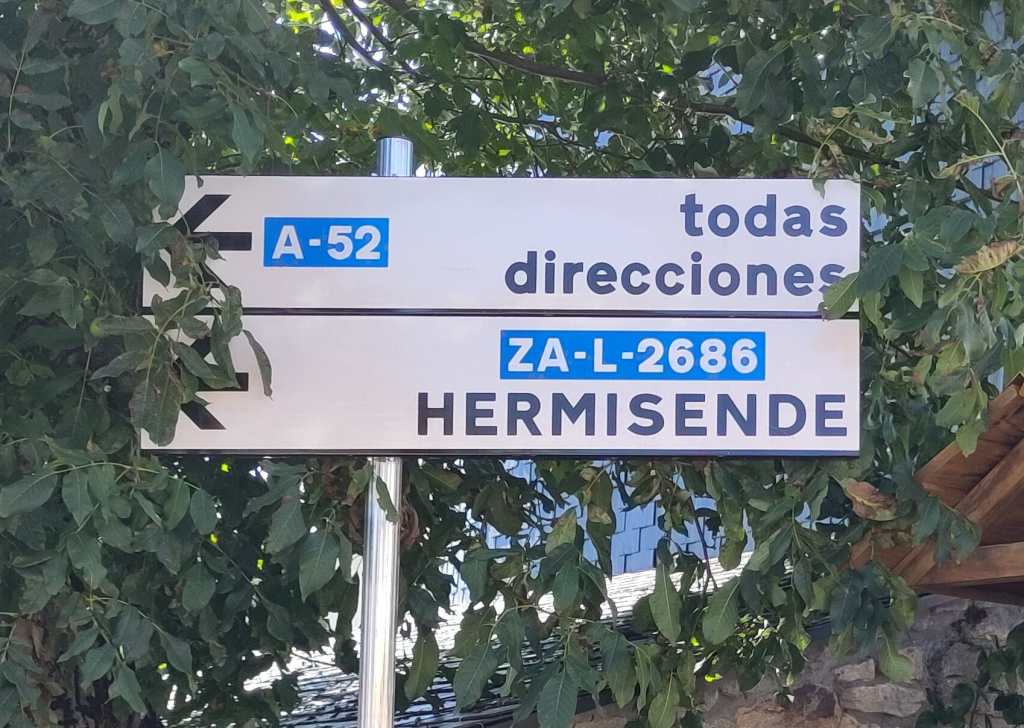 A-52
todas
direcciones
ZA-L-2686
HERMISENDE